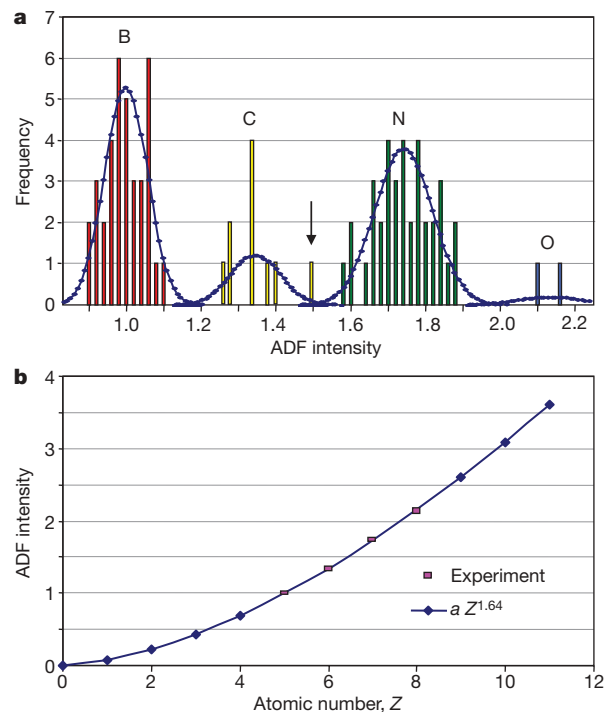 a
7
6
5
4
3
2
1
0
Frequency
B
C
N
O
1.0 1.2 1.4 1.6 1.8 2.0 2.2
ADF intensity
b
4
3
2
1
0
ADF intensity
Experiment
a Z^1.64
0 2 4 6 8 10 12
Atomic number, Z